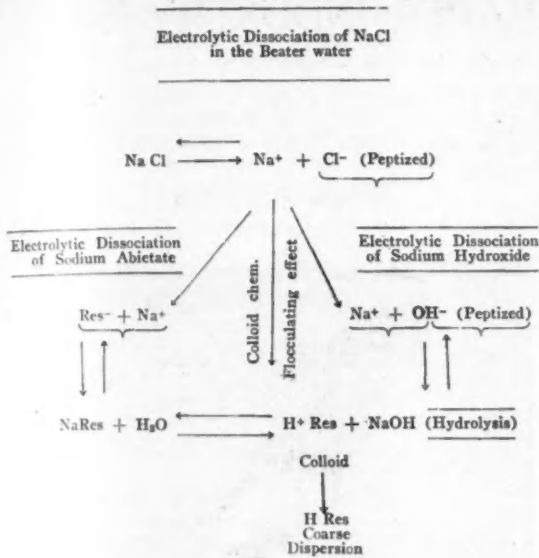 Electrolytic Dissociation of NaCl
in the Beater water
Na Cl Na⁺ + Cl⁻ (Peptized)
Electrolytic Dissociation
of Sodium Abietate
Electrolytic Dissociation
of Sodium Hydroxide
Colloid chem.
Flocculating effect
Res⁻ + Na⁺
Na⁺ + OH⁻ (Peptized)
NaRes + H₂O H⁺ Res + NaOH (Hydrolysis)
Colloid
H Res
Coarse
Dispersion